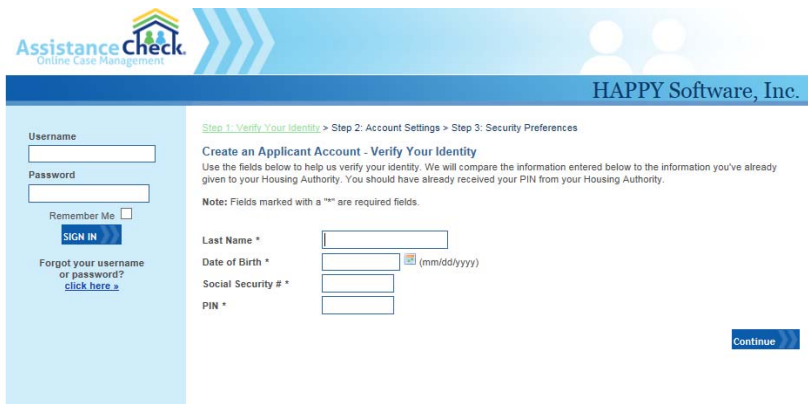 AssistanceCheck.
Online Case Management
HAPPY Software, Inc.
Username
Password
Remember Me
SIGN IN
Forgot your username
or password?
click here »
Step 1: Verify Your Identity > Step 2: Account Settings > Step 3: Security Preferences
Create an Applicant Account - Verify Your Identity
Use the fields below to help us verify your identity. We will compare the information entered below to the information you've already
given to your Housing Authority. You should have already received your PIN from your Housing Authority.
Note: Fields marked with a "*" are required fields.
Last Name *
Date of Birth * (mm/dd/yyyy)
Social Security # *
PIN *
Continue